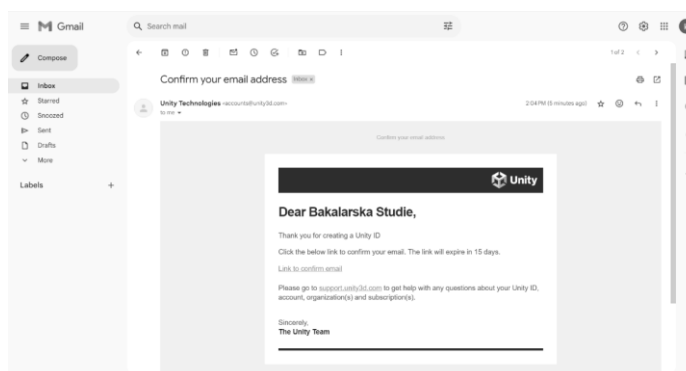 Gmail
Search mail
Compose
1 of 2
Inbox
Starred
Snoozed
Sent
Drafts
More
Labels
Confirm your email address Inbox x
Unity Technologies <accounts@unity3d.com>
2:04 PM (5 minutes ago)
to me
Confirm your email address
Unity
Dear Bakalarska Studie,
Thank you for creating a Unity ID
Click the below link to confirm your email. The link will expire in 15 days.
Link to confirm email
Please go to support.unity3d.com to get help with any questions about your Unity ID,
account, organization(s) and subscription(s).
Sincerely,
The Unity Team